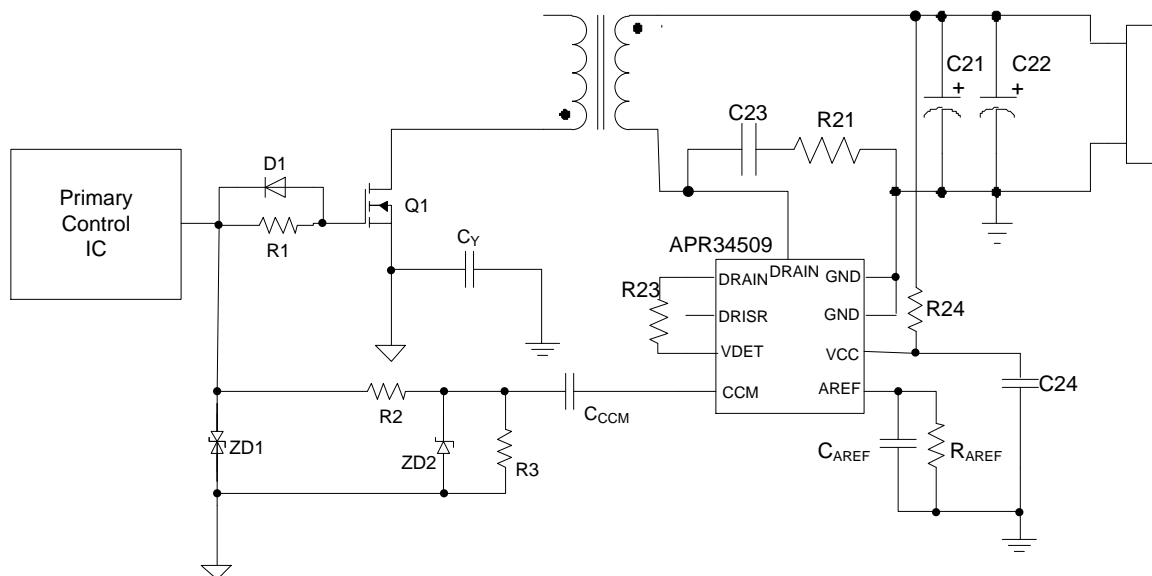 C21
C22
+
+
C23
R21
D1
Primary
Control
IC
R1
Q1
CY
APR34509
DRAIN
DRAIN
GND
R23
DRISR
GND
R24
VDET
VCC
CCM
AREF
C24
R2
CCCM
ZD1
ZD2
R3
CAREF
RAREF